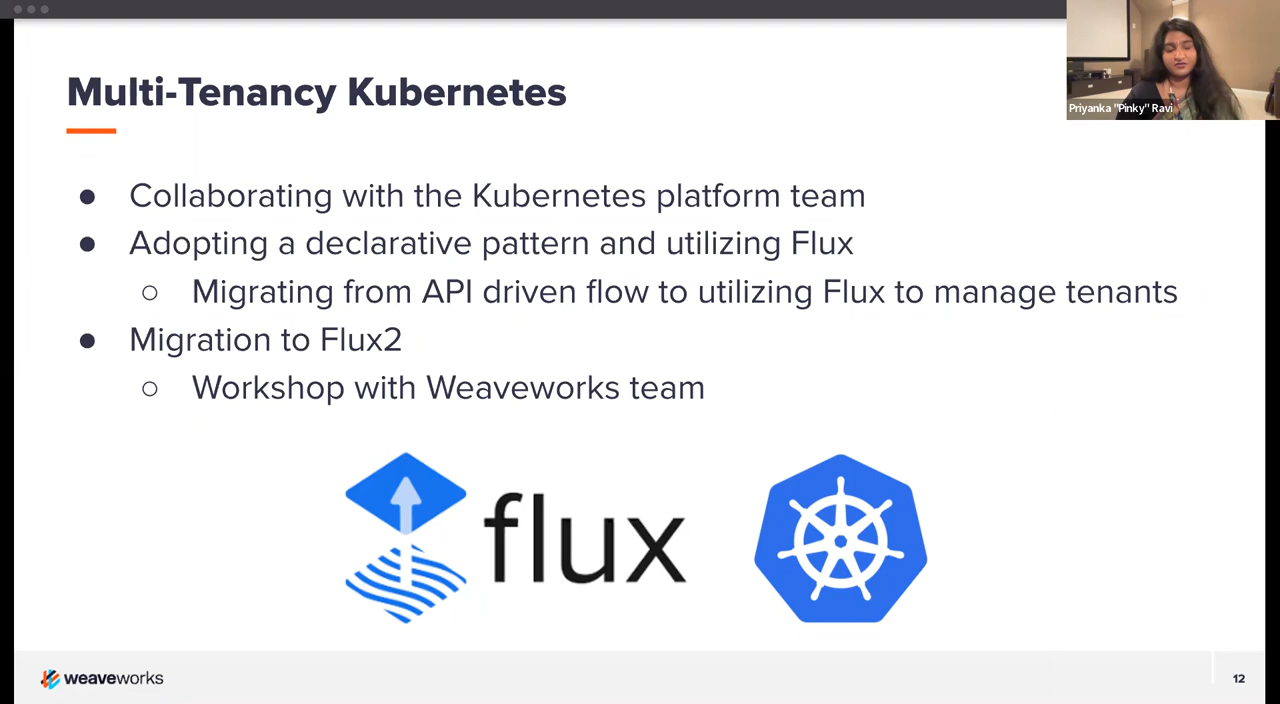 Multi-Tenancy Kubernetes
Priyanka "Pinky" Ravi
● Collaborating with the Kubernetes platform team
● Adopting a declarative pattern and utilizing Flux
○ Migrating from API driven flow to utilizing Flux to manage tenants
● Migration to Flux2
○ Workshop with Weaveworks team
flux
weaveworks
12